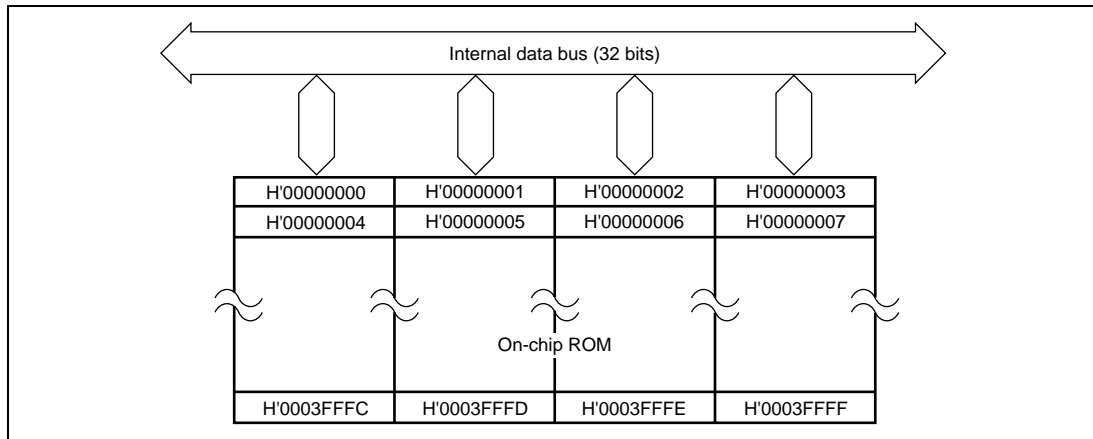 Internal data bus (32 bits)
H'00000000 H'00000001 H'00000002 H'00000003
H'00000004 H'00000005 H'00000006 H'00000007
On-chip ROM
H'0003FFFC H'0003FFFD H'0003FFFE H'0003FFFF